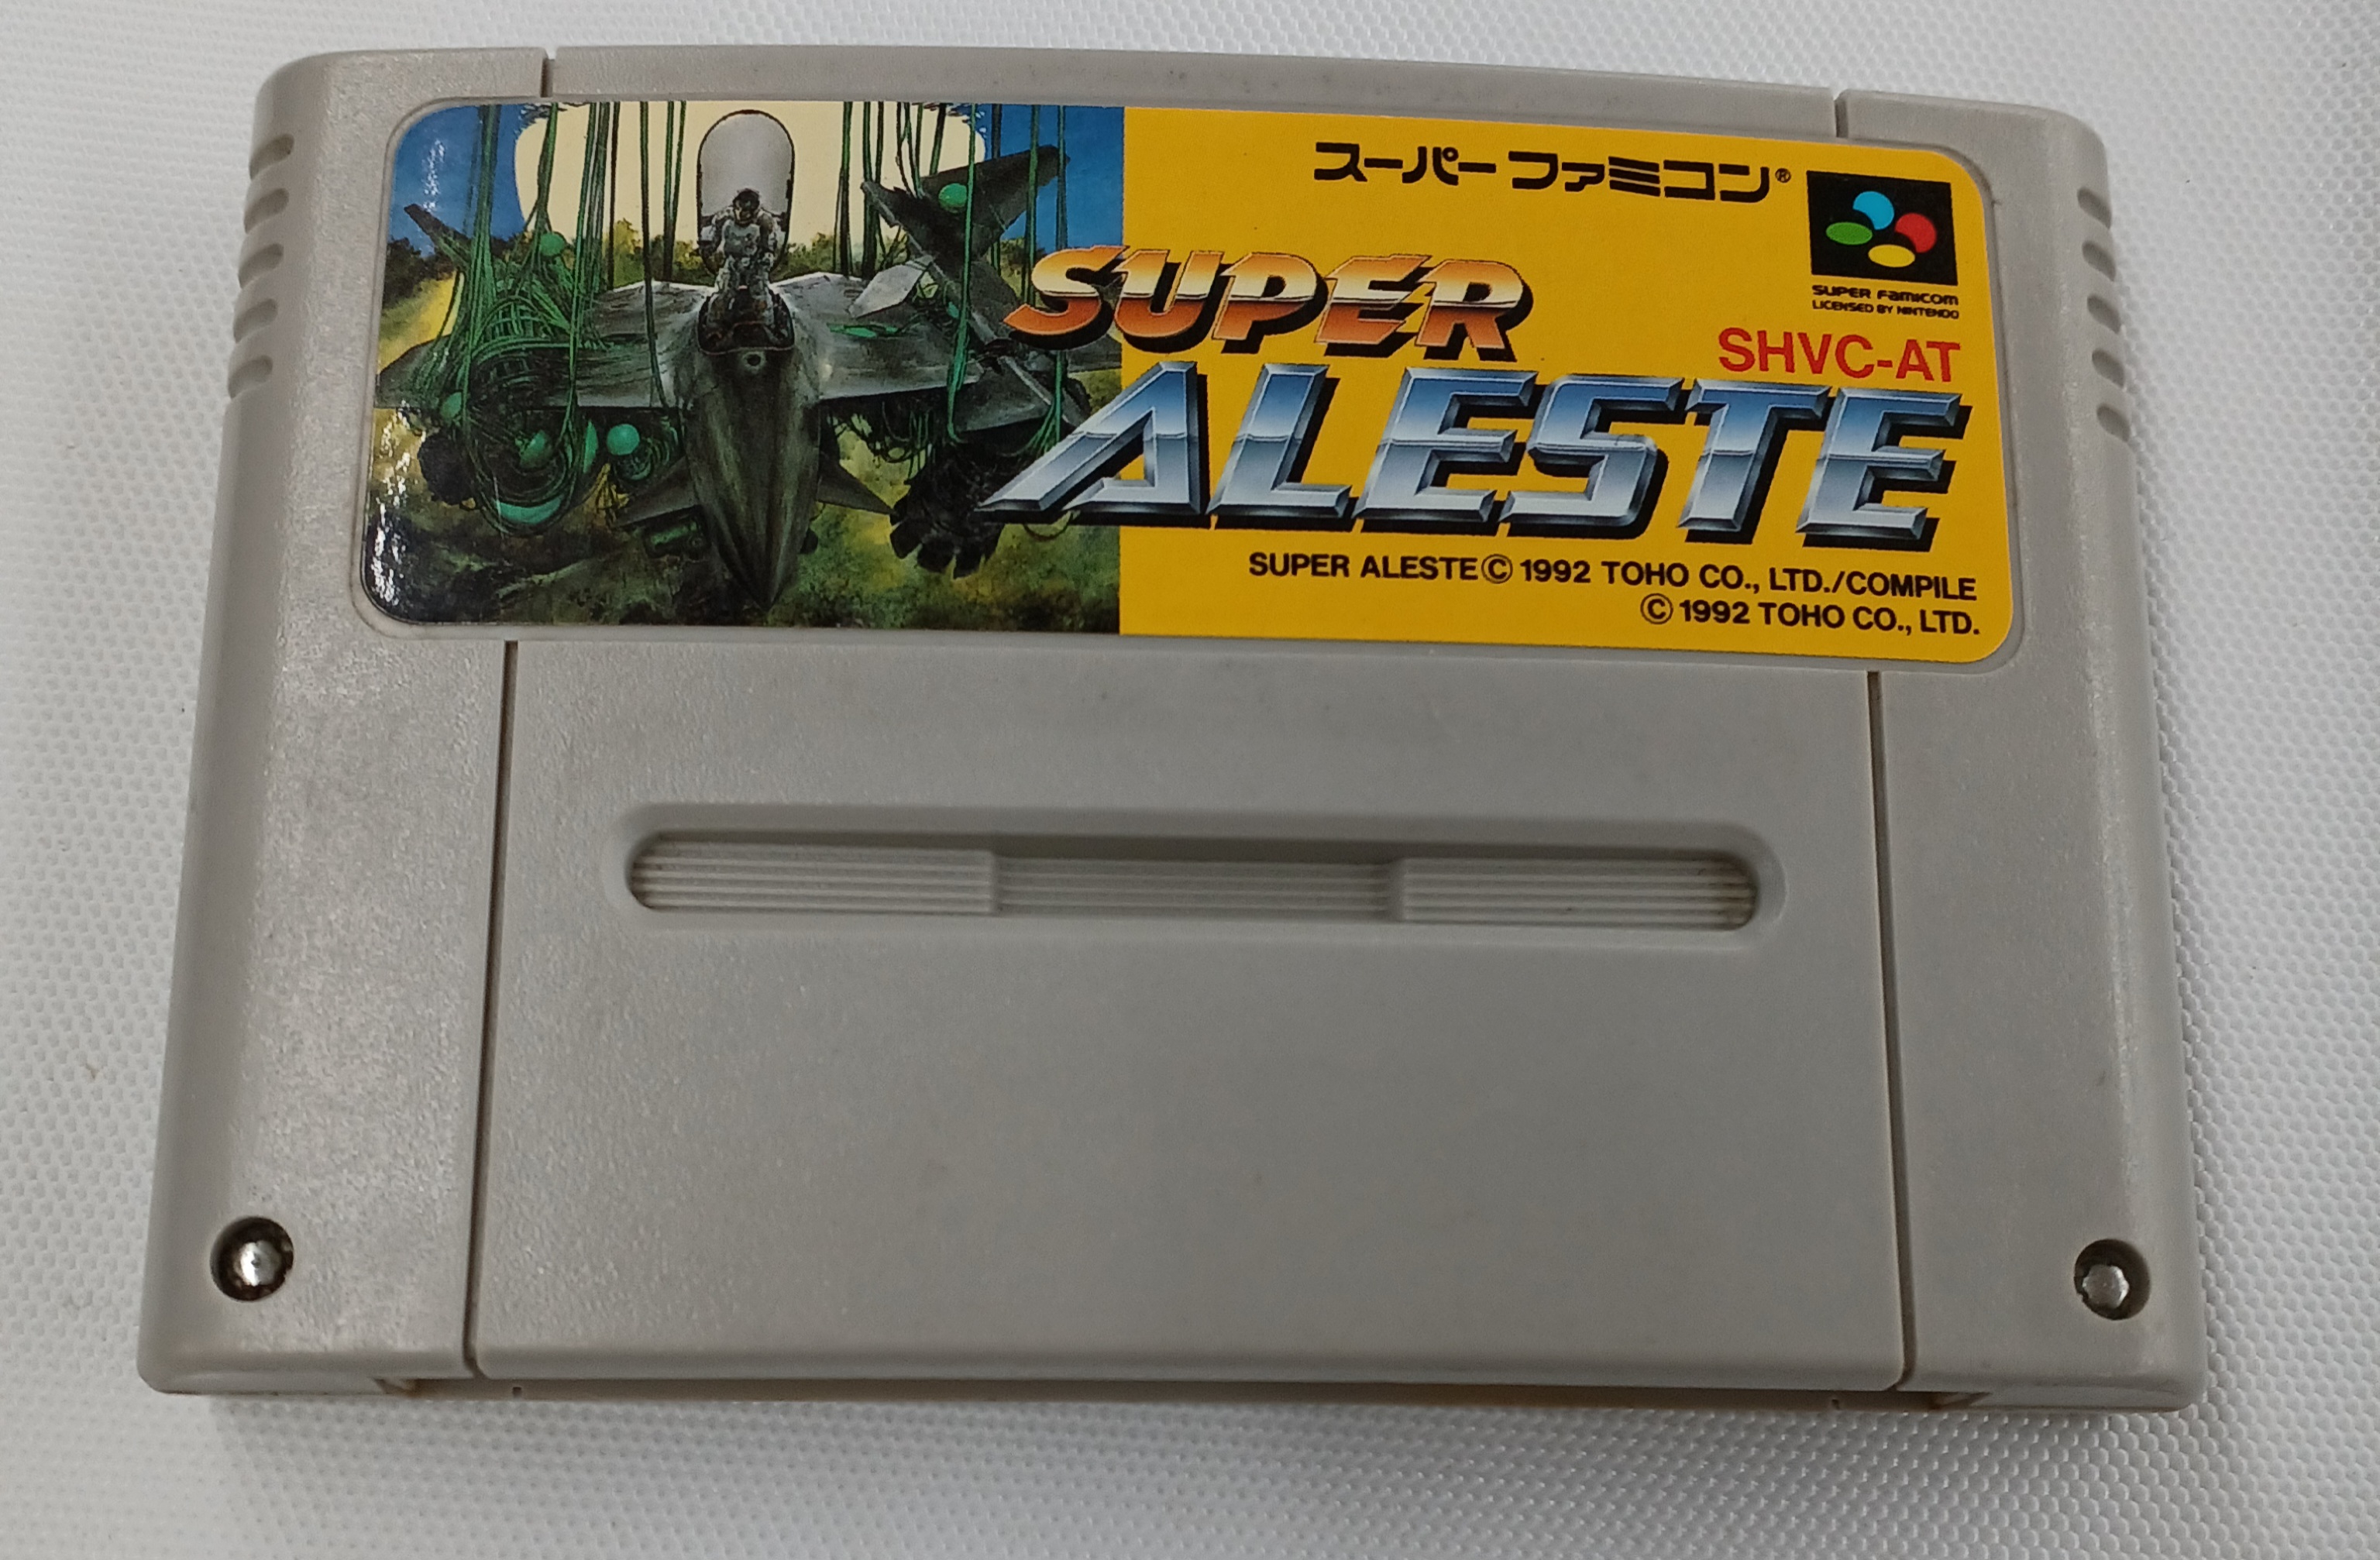 スーパーファミコン®
SUPER FAMICOM
LICENSED BY NINTENDO
SHVC-AT
SUPER
ALESTE
SUPER ALESTE© 1992 TOHO CO., LTD./COMPILE
© 1992 TOHO CO., LTD.